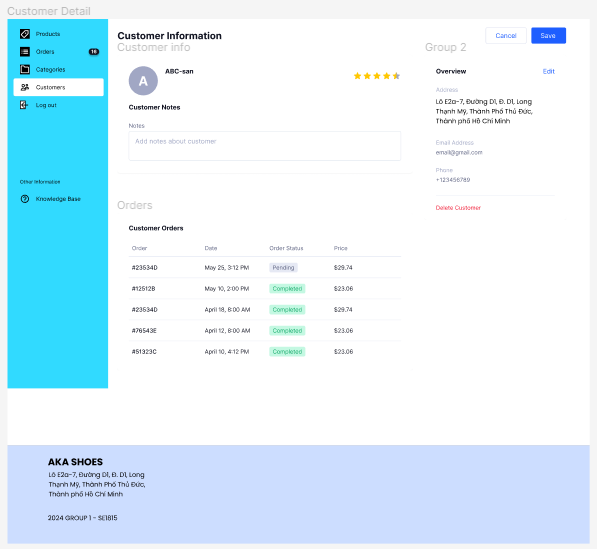 Customer Detail
Products
Orders
16
Categories
Customers
Log out
Other Information
Knowledge Base
Customer Information
Cancel
Save
Customer info
A
ABC-san
Customer Notes
Notes
Add notes about customer
Group 2
Overview
Edit
Address
Lô E2a-7, Đường D1, Đ. D1, Long
Thạnh Mỹ, Thành Phố Thủ Đức,
Thành phố Hồ Chí Minh
Email Address
email@gmail.com
Phone
+123456789
Delete Customer
Orders
Customer Orders
Order Date Order Status Price
#23534D May 25, 3:12 PM Pending $29.74
#12512B May 10, 2:00 PM Completed $23.06
#23534D April 18, 8:00 AM Completed $29.74
#76543E April 12, 8:00 AM Completed $23.06
#51323C April 10, 4:12 PM Completed $23.06
AKA SHOES
Lô E2a-7, Đường D1, Đ. D1, Long
Thạnh Mỹ, Thành Phố Thủ Đức,
Thành phố Hồ Chí Minh
2024 GROUP 1 - SE1815